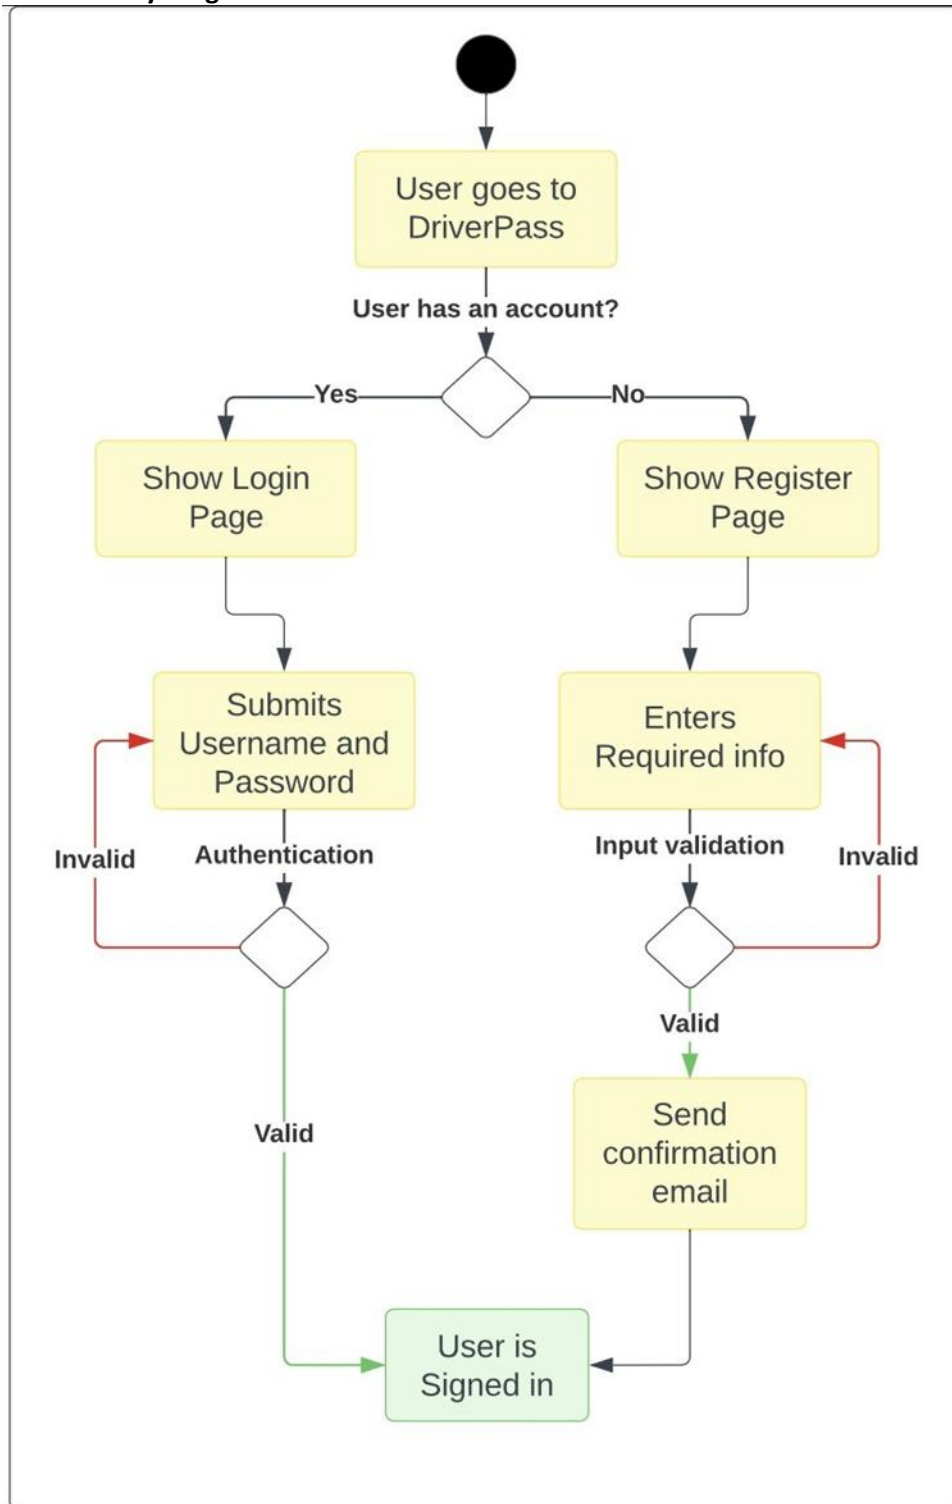 User goes to
DriverPass
User has an account?
Yes
No
Show Login
Page
Show Register
Page
Submits
Username and
Password
Enters
Required info
Invalid
Authentication
Input validation
Invalid
Valid
Send
confirmation
email
Valid
User is
Signed in